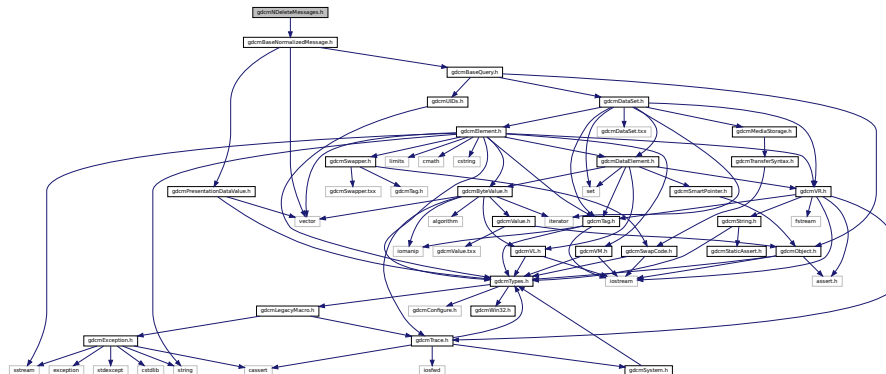 gdcmNDeleteMessages.h
gdcmBaseNormalizedMessage.h
gdcmBaseQuery.h
gdcmUIDs.h
gdcmDataSet.h
gdcmElement.h
gdcmDataSet.txx
gdcmMediaStorage.h
gdcmSwapper.h
limits
cmath
cstring
gdcmDataElement.h
gdcmTransferSyntax.h
gdcmPresentationDataValue.h
gdcmSwapper.txx
gdcmTag.h
gdcmByteValue.h
set
gdcmSmartPointer.h
gdcmVR.h
vector
algorithm
gdcmValue.h
iterator
gdcmTag.h
gdcmString.h
fstream
iomanip
gdcmValue.txx
gdcmVL.h
gdcmVM.h
gdcmSwapCode.h
gdcmStaticAssert.h
gdcmObject.h
gdcmTypes.h
iostream
assert.h
gdcmLegacyMacro.h
gdcmConfigure.h
gdcmWin32.h
gdcmException.h
gdcmTrace.h
sstream
exception
stdexcept
cstdlib
string
cassert
iosfwd
gdcmSystem.h